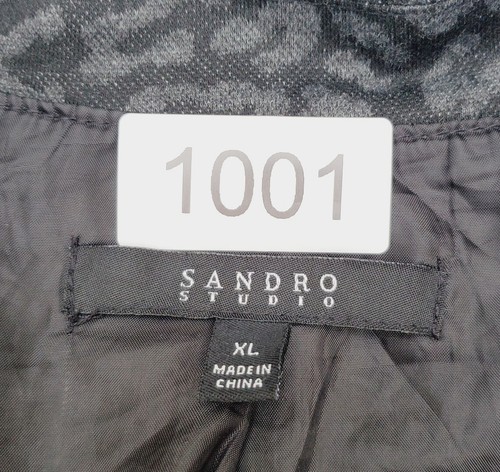 1001
SANDRO
STUDIO
XL
MADE IN
CHINA